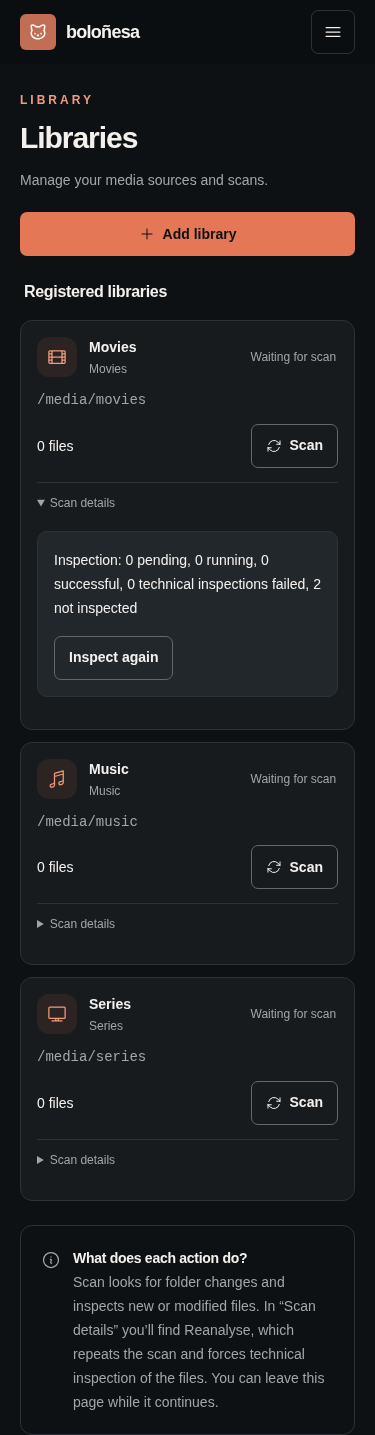 boloñesa
LIBRARY
Libraries
Manage your media sources and scans.
Add library
Registered libraries
Movies
Movies
Waiting for scan
/media/movies
0 files
Scan
Scan details
Inspection: 0 pending, 0 running, 0
successful, 0 technical inspections failed, 2
not inspected
Inspect again
Music
Music
Waiting for scan
/media/music
0 files
Scan
Scan details
Series
Series
Waiting for scan
/media/series
0 files
Scan
Scan details
What does each action do?
Scan looks for folder changes and
inspects new or modified files. In “Scan
details” you’ll find Reanalyse, which
repeats the scan and forces technical
inspection of the files. You can leave this
page while it continues.